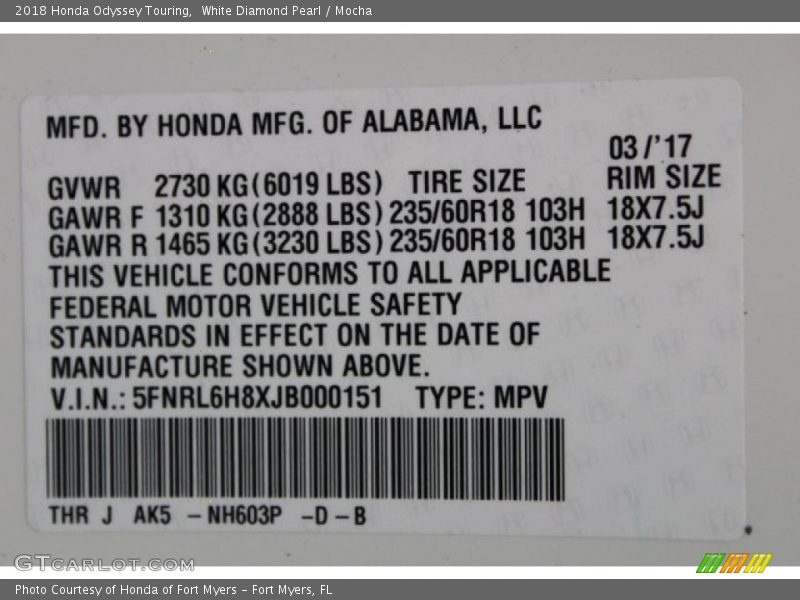 2018 Honda Odyssey Touring, White Diamond Pearl / Mocha
MFD. BY HONDA MFG. OF ALABAMA, LLC
03 /'17
GVWR 2730 KG (6019 LBS) TIRE SIZE RIM SIZE
GAWR F 1310 KG (2888 LBS) 235/60R18 103H 18X7.5J
GAWR R 1465 KG (3230 LBS) 235/60R18 103H 18X7.5J
THIS VEHICLE CONFORMS TO ALL APPLICABLE
FEDERAL MOTOR VEHICLE SAFETY
STANDARDS IN EFFECT ON THE DATE OF
MANUFACTURE SHOWN ABOVE.
V.I.N.: 5FNRL6H8XJB000151 TYPE: MPV
THR J AK5 – NH603P –D – B
GTCARLOT.COM
Photo Courtesy of Honda of Fort Myers – Fort Myers, FL